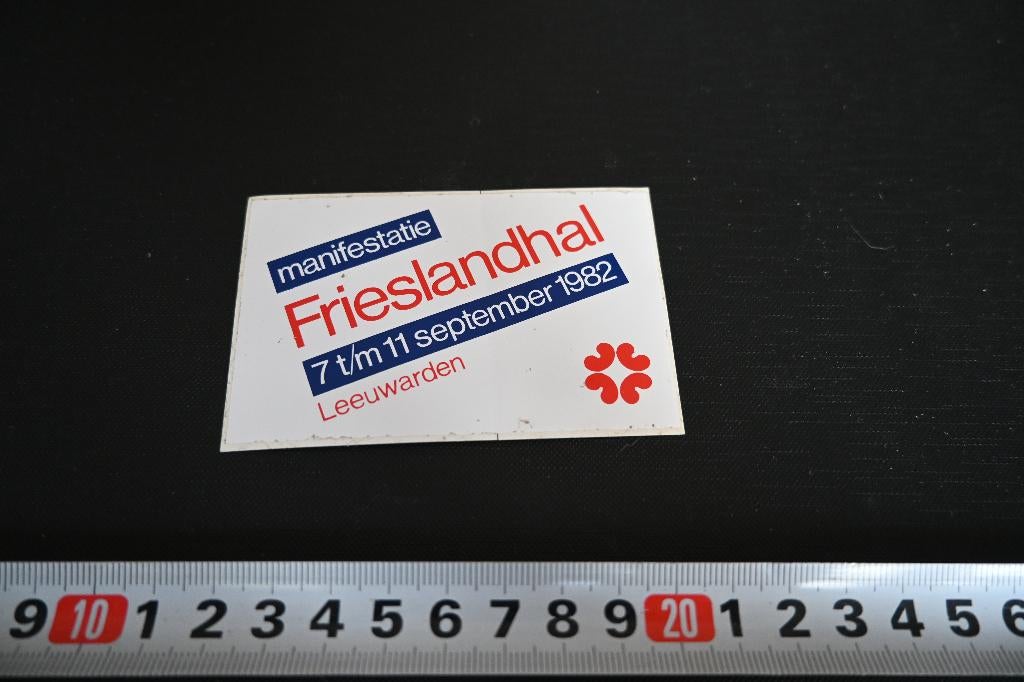 manifestatie
Frieslandhal
7 t/m 11 september 1982
Leeuwarden
9 10 1 2 3 4 5 6 7 8 9 20 1 2 3 4 5 6